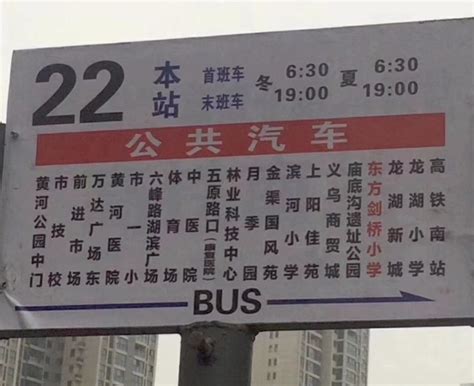 22
本站
首班车
末班车
冬
6:30
19:00
夏
6:30
19:00
公共汽车
黄河公园中门
市技校
前进市场
万达广场东
黄河医院
市一小
六峰路湖滨广场
体育场
中医院
五原路口(康复医院)
林业科技中心
月季园
金渠国风苑
滨河小学
上阳佳苑
义乌商贸城
庙底沟遗址公园
东方剑桥小学
龙湖新城
龙湖小学
高铁南站
BUS